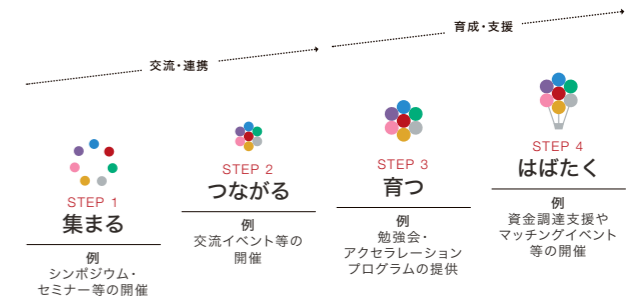 交流・連携
育成・支援
STEP 1
集まる
例
シンポジウム・
セミナー等の開催
STEP 2
つながる
例
交流イベント等の
開催
STEP 3
育つ
例
勉強会・
アクセラレーション
プログラムの提供
STEP 4
はばたく
例
資金調達支援や
マッチングイベント
等の開催